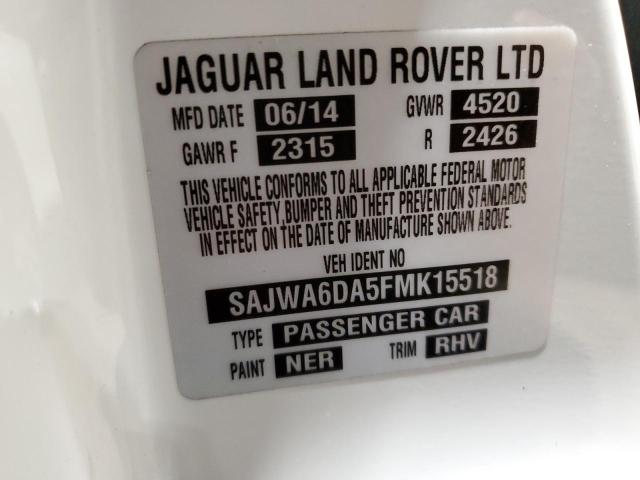 JAGUAR LAND ROVER LTD
MFD DATE 06/14 GVWR 4520
GAWR F 2315 R 2426
THIS VEHICLE CONFORMS TO ALL APPLICABLE FEDERAL MOTOR
VEHICLE SAFETY,BUMPER AND THEFT PREVENTION STANDARDS
IN EFFECT ON THE DATE OF MANUFACTURE SHOWN ABOVE.
VEH IDENT NO
SAJWA6DA5FMK15518
TYPE PASSENGER CAR
PAINT NER TRIM RHV